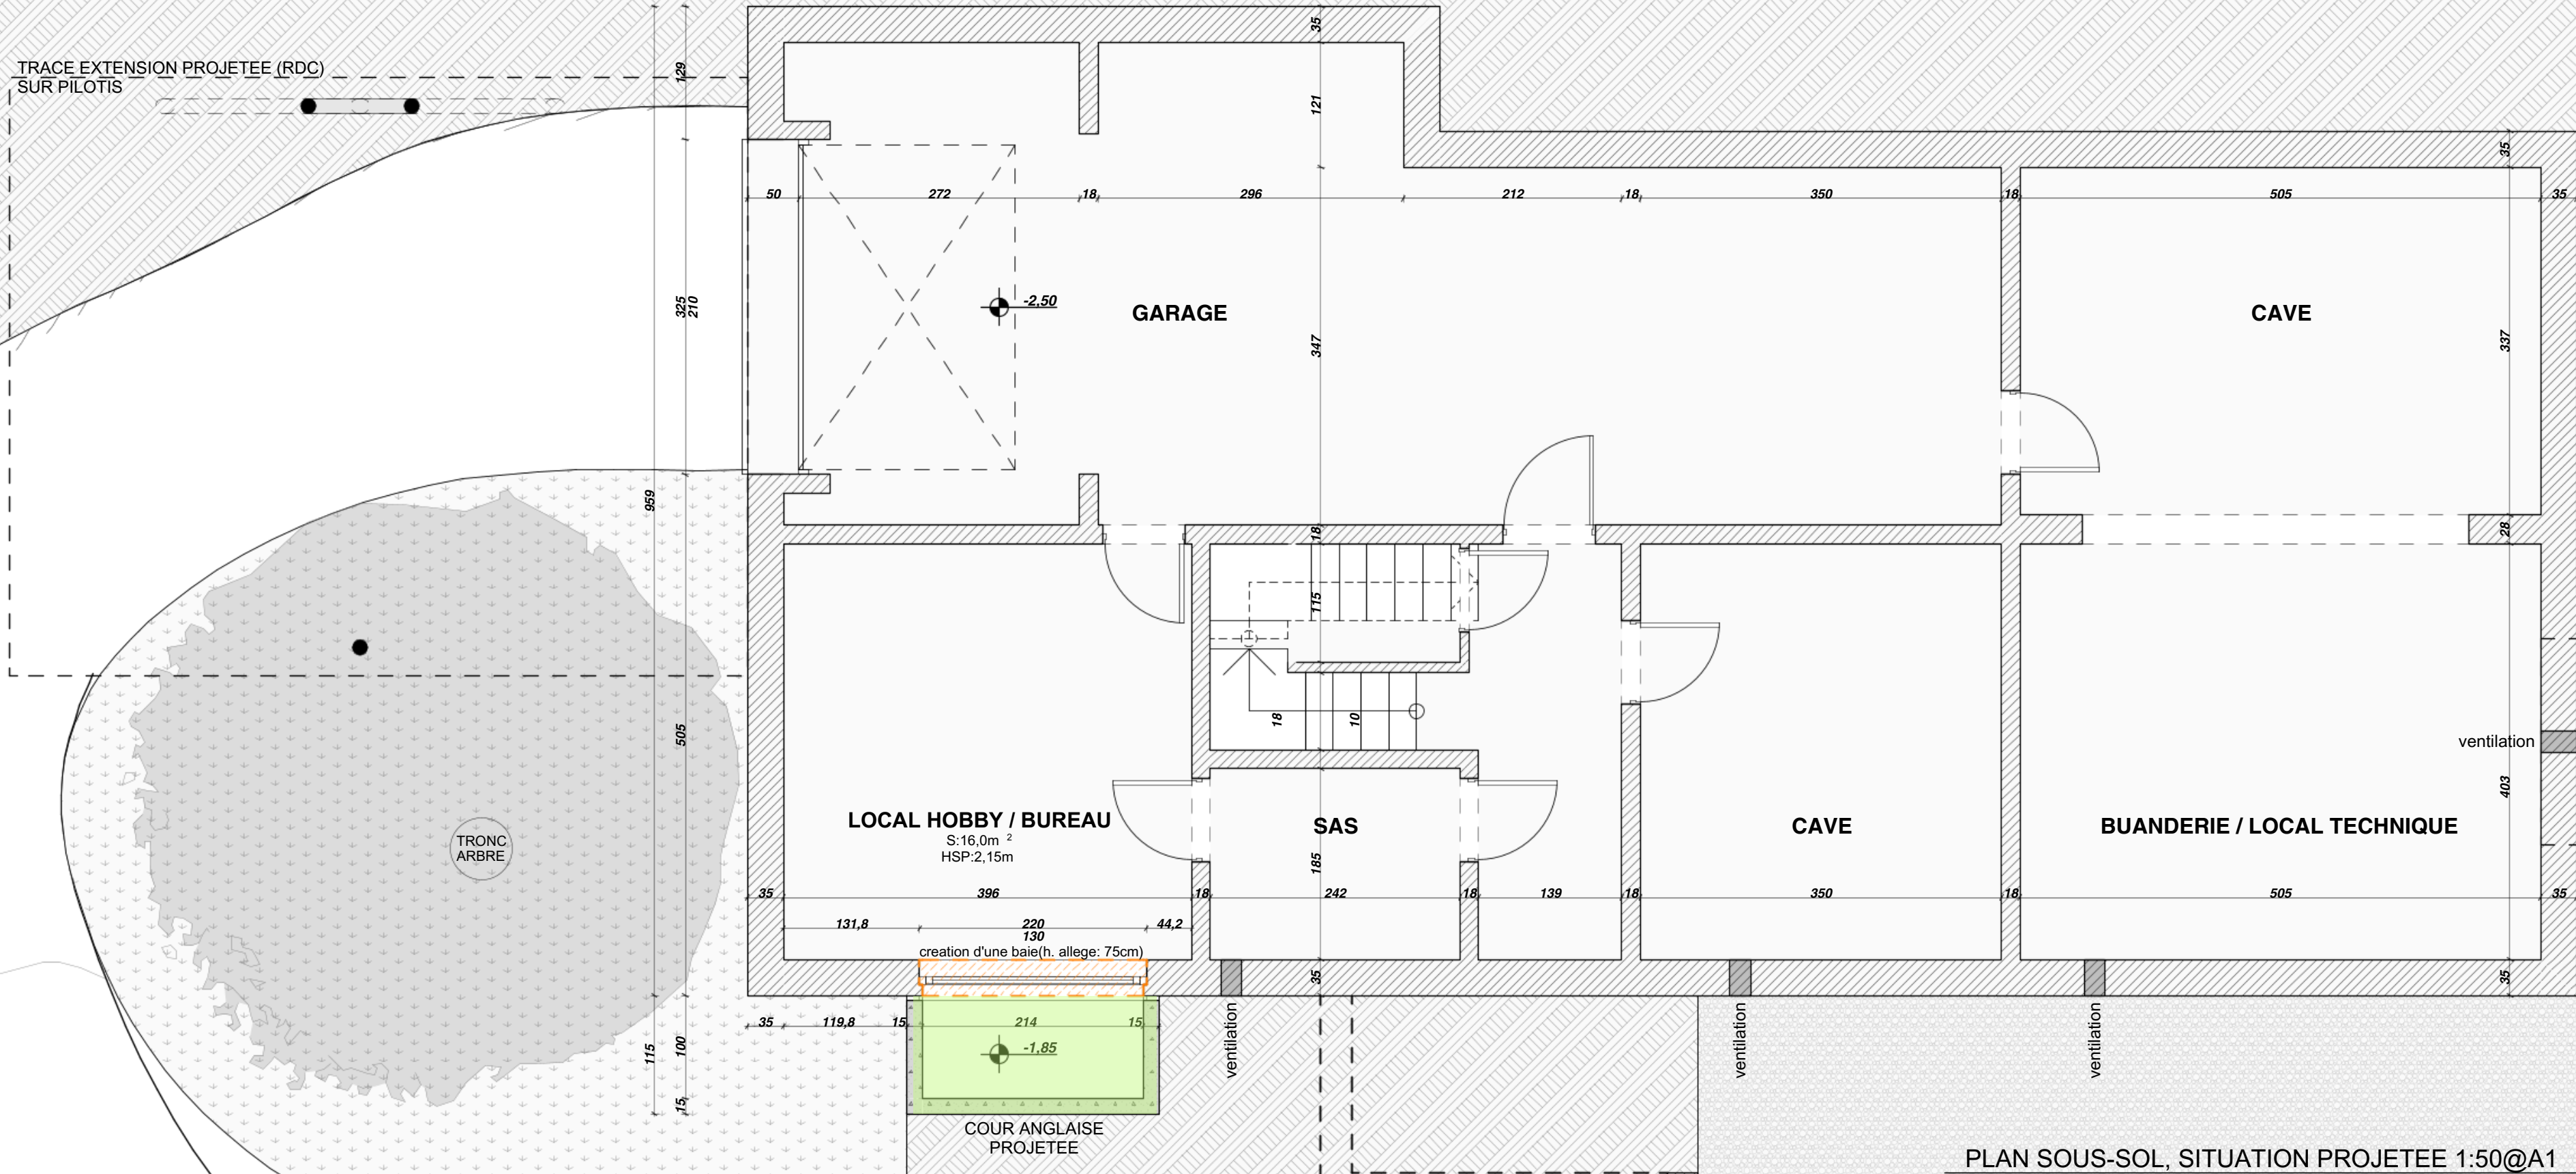 35
TRACE EXTENSION PROJETEE (RDC)
SUR PILOTIS
129
121
35
50
272
18
296
212
18
350
18
505
35
325
210
-2,50
GARAGE
347
CAVE
337
959
18
28
115
505
18
10
ventilation
403
LOCAL HOBBY / BUREAU
S:16,0m 2
HSP:2,15m
SAS
CAVE
BUANDERIE / LOCAL TECHNIQUE
TRONC
ARBRE
185
35
396
18
242
18
139
18
350
18
505
35
131,8
220
44,2
130
creation d'une baie(h. allege: 75cm)
35
35
35
119,8
15
214
15
115
100
-1,85
ventilation
ventilation
ventilation
15
COUR ANGLAISE
PROJETEE
PLAN SOUS-SOL, SITUATION PROJETEE 1:50@A1